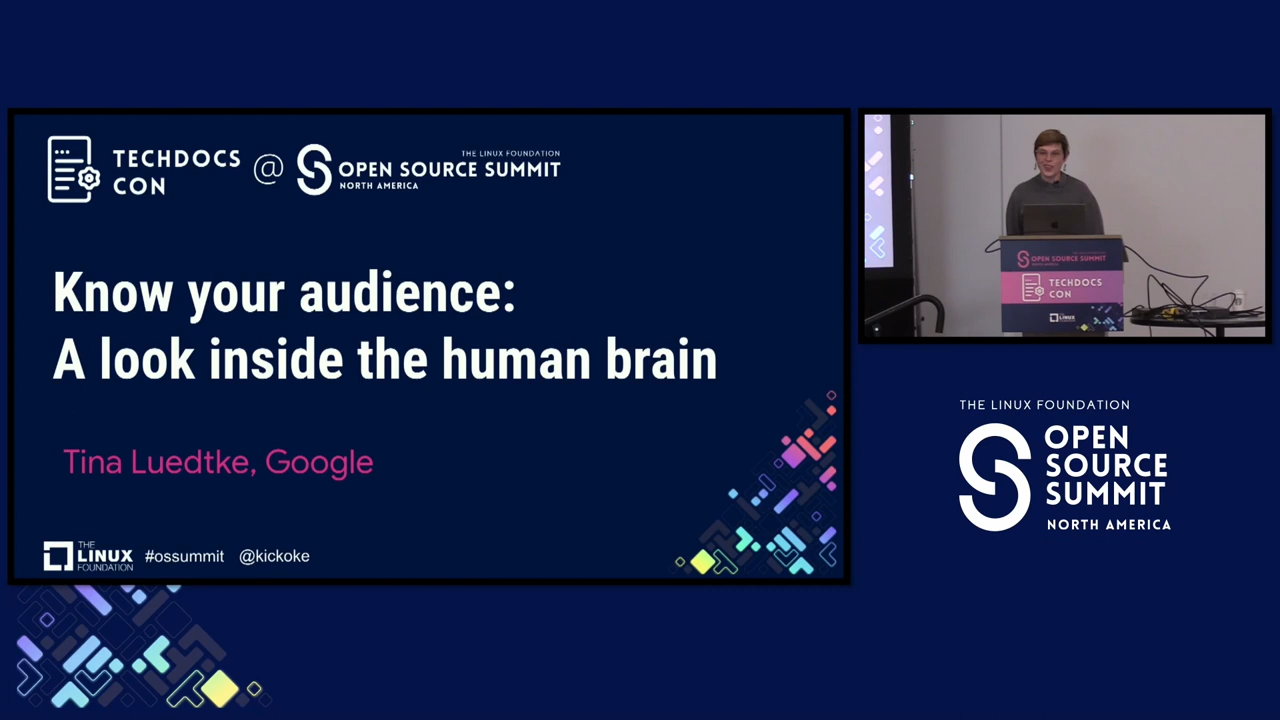 TECHDOCS
CON
@
THE LINUX FOUNDATION
OPEN SOURCE SUMMIT
NORTH AMERICA
Know your audience:
A look inside the human brain
Tina Luedtke, Google
THE
LINUX
FOUNDATION
#ossummit @kickoke
OPEN SOURCE SUMMIT
TECHDOCS
CON
LINUX
THE LINUX FOUNDATION
OPEN
SOURCE
SUMMIT
NORTH AMERICA